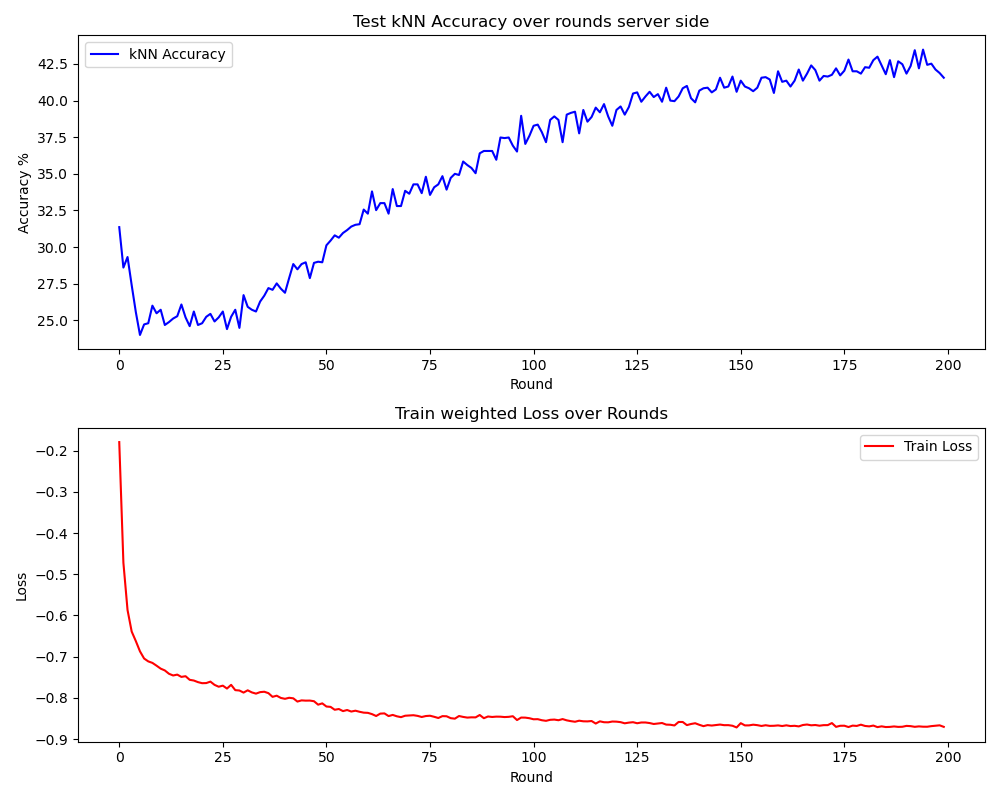 Test kNN Accuracy over rounds server side
kNN Accuracy
Accuracy %
42.5
40.0
37.5
35.0
32.5
30.0
27.5
25.0
0 25 50 75 100 125 150 175 200
Round
Train weighted Loss over Rounds
Train Loss
Loss
−0.2
−0.3
−0.4
−0.5
−0.6
−0.7
−0.8
−0.9
0 25 50 75 100 125 150 175 200
Round